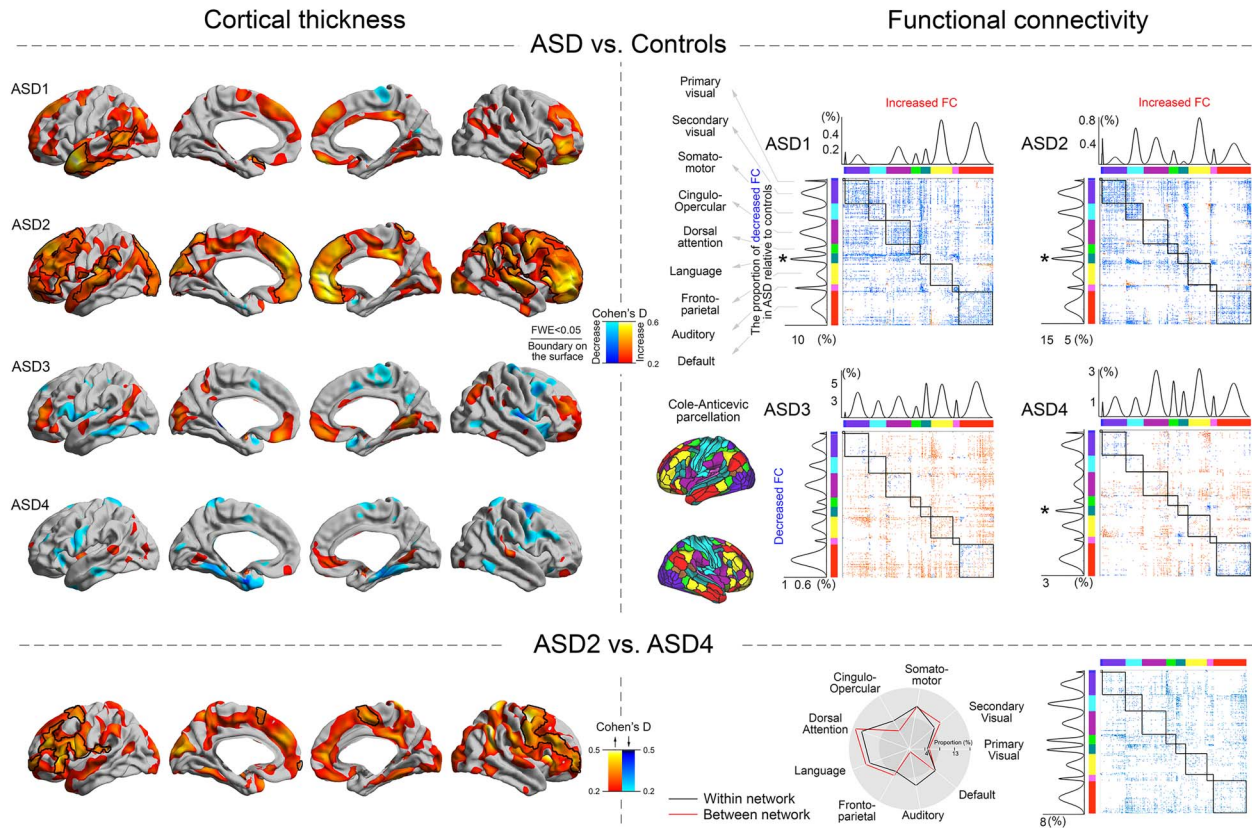 Cortical thickness
Functional connectivity
ASD vs. Controls
ASD1
ASD2
ASD3
ASD4
FWE<0.05
Boundary on
the surface
Cohen's D
Decrease
Increase
0.6
0.2
Primary
visual
Secondary
visual
Somato-
motor
Cingulo-
Opercular
Dorsal
attention
Language
Fronto-
parietal
Auditory
Default
The proportion of decreased FC
in ASD relative to controls
Cole-Anticevic
parcellation
ASD1
Increased FC
(%)
0.4
0.2
*
10 (%)
ASD2
Increased FC
0.8 (%)
0.4
*
15 5 (%)
ASD3
(%)
5
3
Decreased FC
1 0.6 (%)
ASD4
3 (%)
1
*
3 (%)
ASD2 vs. ASD4
Cohen's D
0.5 0.5
0.2 0.2
Somato-
motor
Secondary
Visual
Primary
Visual
Default
Auditory
Fronto-
parietal
Language
Dorsal
Attention
Cingulo-
Opercular
Proportion (%)
4 13
Within network
Between network
8 (%)